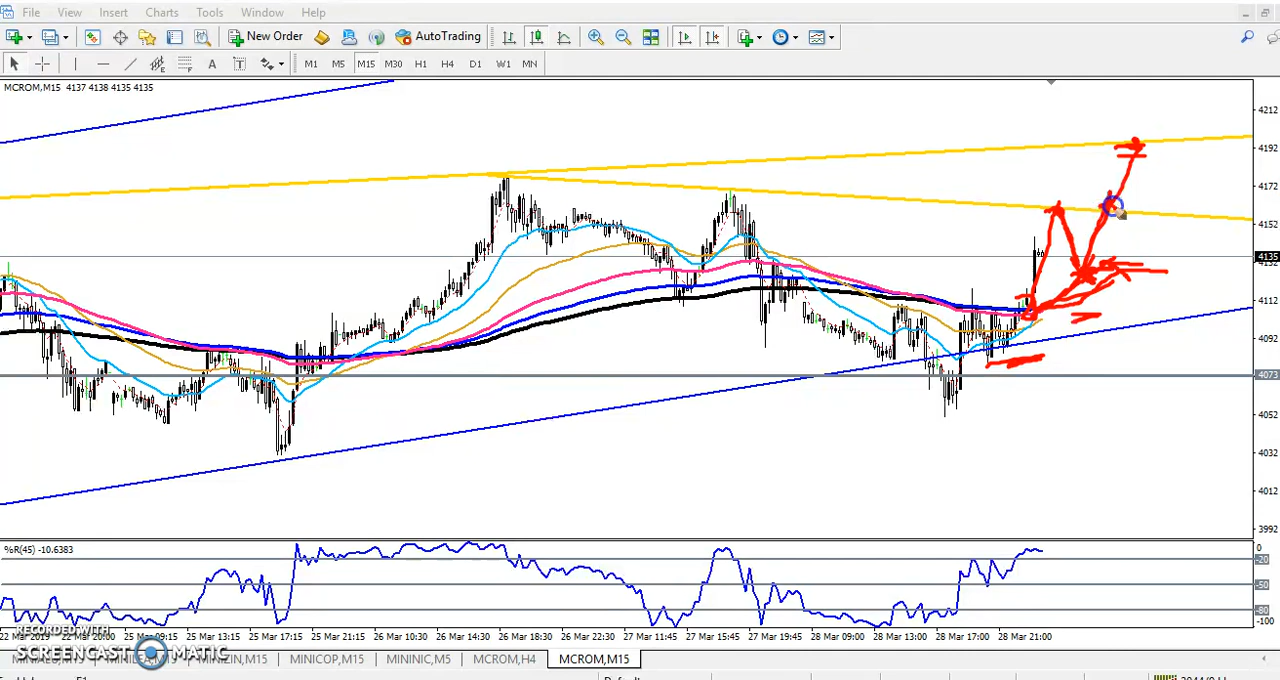 File View Insert Charts Tools Window Help
New Order AutoTrading
A T M1 M5 M15 M30 H1 H4 D1 W1 MN
MCROM,M15 4137 4138 4135 4135
4212
4192
4172
4152
4135
4132
4112
4092
4073
4052
4032
4012
3992
%R(45) -10.6383
0
-20
-50
-80
-100
25 Mar 09:15 25 Mar 13:15 25 Mar 17:15 25 Mar 21:15 26 Mar 10:30 26 Mar 14:30 26 Mar 18:30 26 Mar 22:30 27 Mar 11:45 27 Mar 15:45 27 Mar 19:45 28 Mar 09:00 28 Mar 13:00 28 Mar 17:00 28 Mar 21:00
RECORDED WITH
SCREENCAST MATIC
MINIZIN,M15 MINICOP,M15 MININIC,M5 MCROM,H4 MCROM,M15